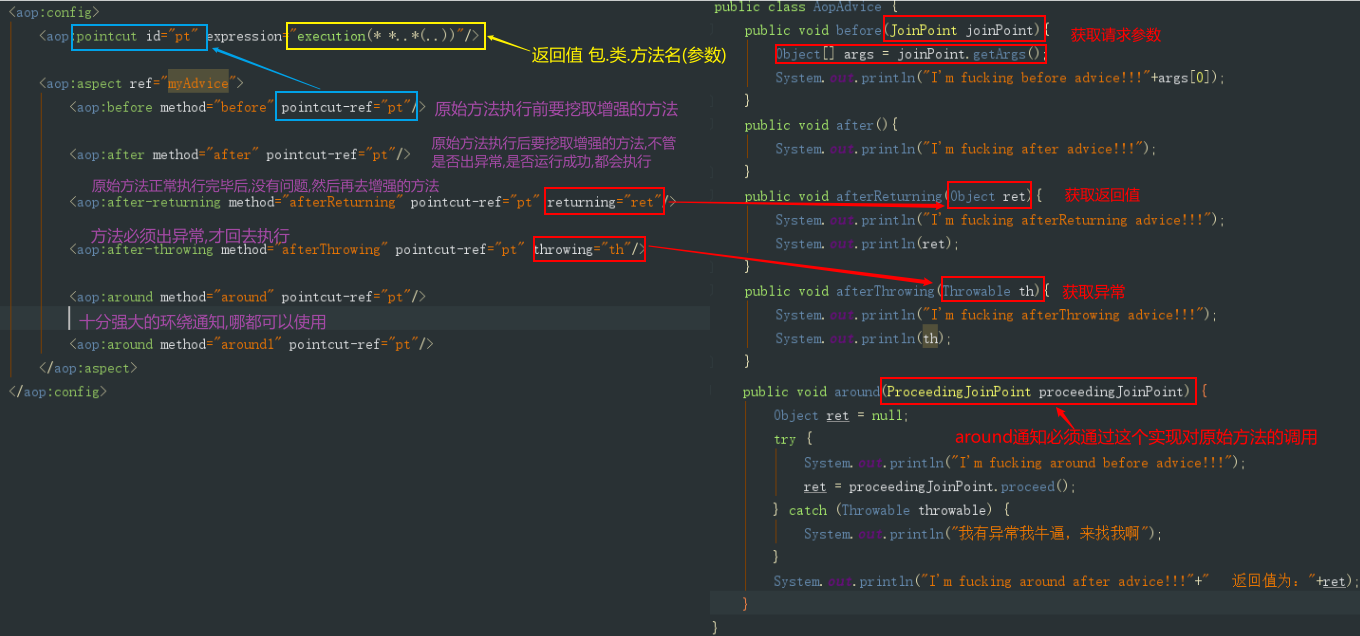 <aop:config>
<aop:pointcut id="pt" expression="execution(* *..*(..))"/>
返回值 包.类.方法名(参数)
<aop:aspect ref="myAdvice">
<aop:before method="before" pointcut-ref="pt"/> 原始方法执行前要挖取增强的方法
<aop:after method="after" pointcut-ref="pt"/>
原始方法执行后要挖取增强的方法,不管
是否出异常,是否运行成功,都会执行
原始方法正常执行完毕后,没有问题,然后再去增强的方法
<aop:after-returning method="afterReturning" pointcut-ref="pt" returning="ret"/>
方法必须出异常,才回去执行
<aop:after-throwing method="afterThrowing" pointcut-ref="pt" throwing="th"/>
<aop:around method="around" pointcut-ref="pt"/>
十分强大的环绕通知,哪都可以使用
<aop:around method="around1" pointcut-ref="pt"/>
</aop:aspect>
</aop:config>
public class AopAdvice {
public void before(JoinPoint joinPoint){ 获取请求参数
Object[] args = joinPoint.getArgs();
System.out.println("I'm fucking before advice!!!"+args[0]);
}
public void after(){
System.out.println("I'm fucking after advice!!!");
}
public void afterReturning(Object ret){ 获取返回值
System.out.println("I'm fucking afterReturning advice!!!");
System.out.println(ret);
}
public void afterThrowing(Throwable th){ 获取异常
System.out.println("I'm fucking afterThrowing advice!!!");
System.out.println(th);
}
public void around(ProceedingJoinPoint proceedingJoinPoint) {
Object ret = null;
try { around通知必须通过这个实现对原始方法的调用
System.out.println("I'm fucking around before advice!!!");
ret = proceedingJoinPoint.proceed();
} catch (Throwable throwable) {
System.out.println("我有异常我牛逼，来找我啊");
}
System.out.println("I'm fucking around after advice!!!"+" 返回值为："+ret);
}
}